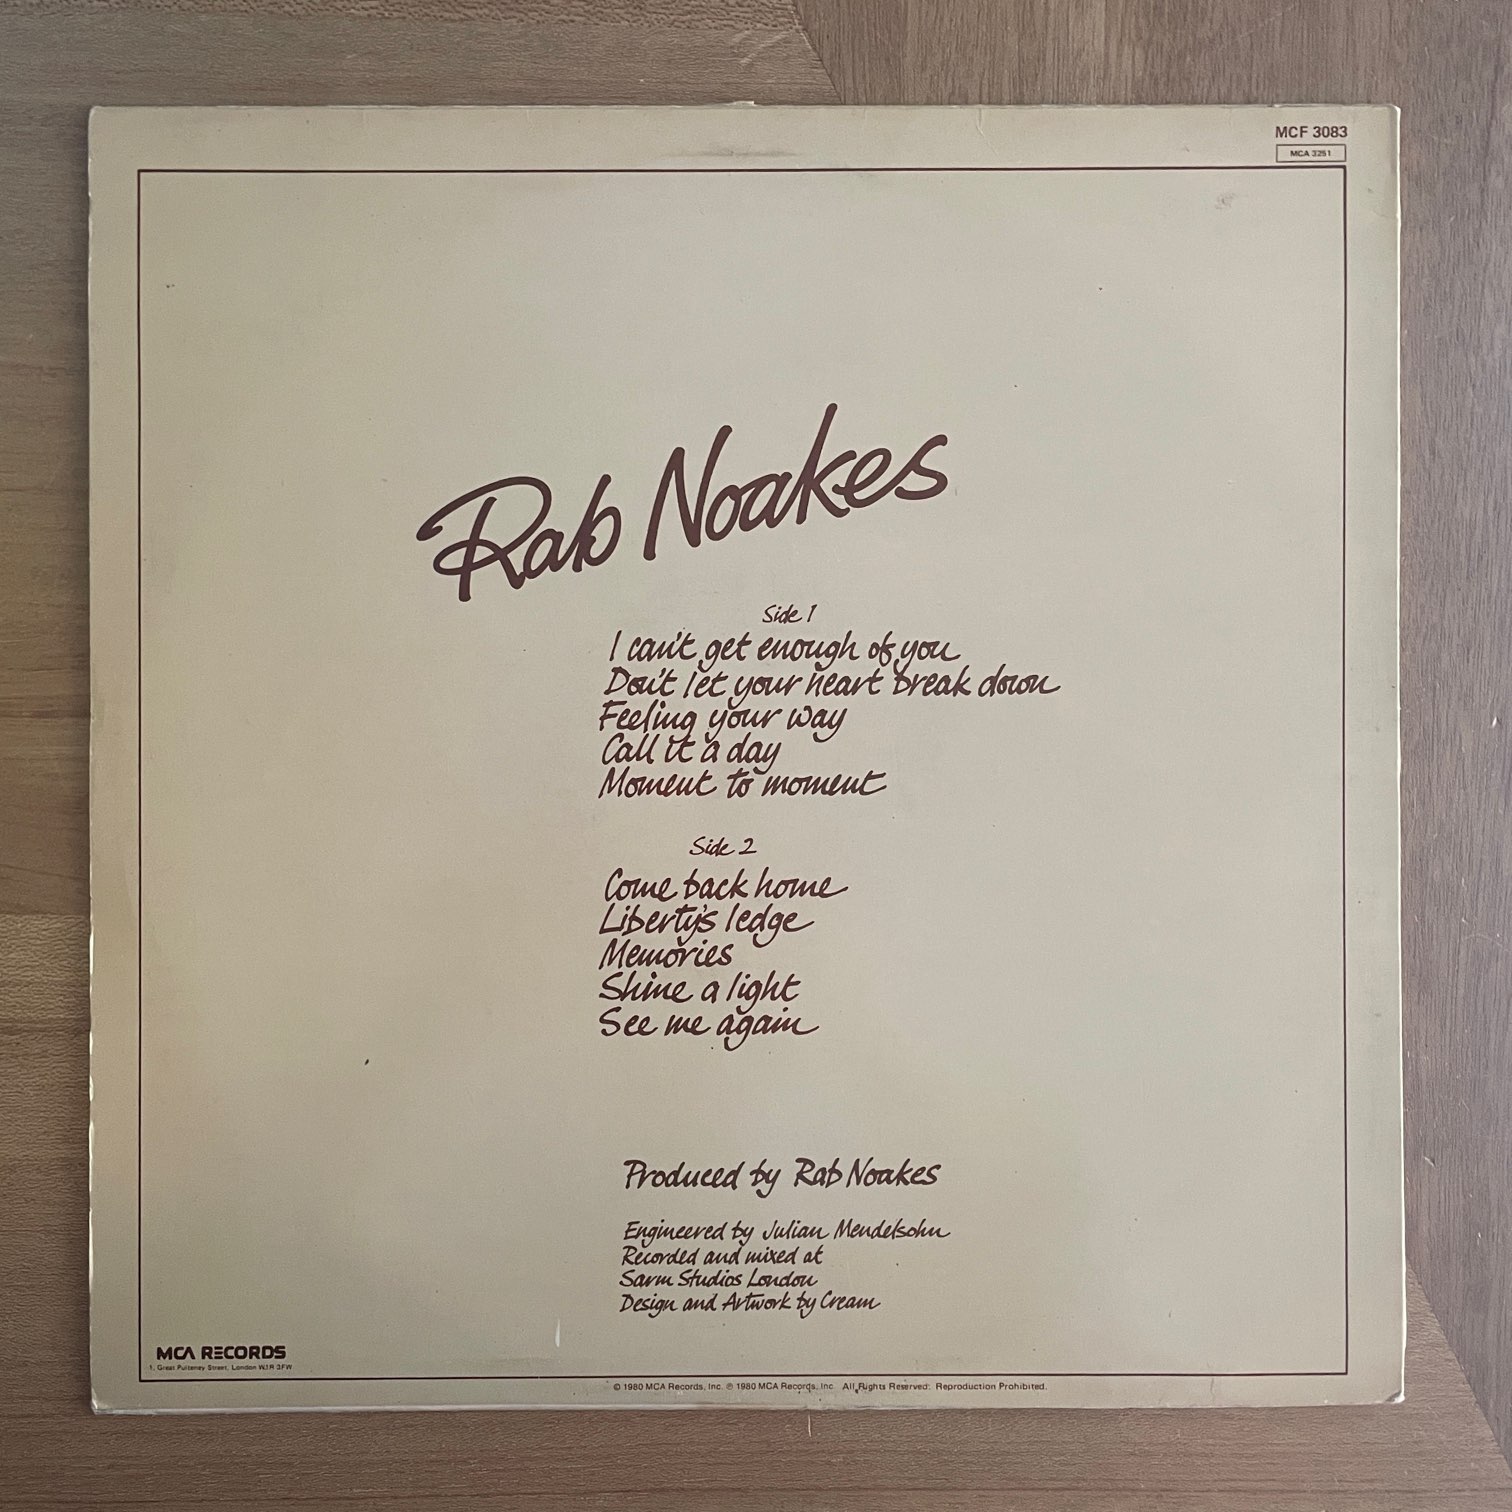 MCF 3083
MCA 3251
Rab Noakes
Side 1
I can't get enough of you
Don't let your heart break down
Feeling your way
Call it a day
Moment to moment
Side 2
Come back home
Liberty's ledge
Memories
Shine a light
See me again
Produced by Rab Noakes
Engineered by Julian Mendelsohn
Recorded and mixed at
Sarm Studios London
Design and Artwork by Cream
MCA RECORDS
1, Great Pulteney Street, London W1R 3FW
© 1980 MCA Records, Inc. ℗ 1980 MCA Records, Inc. All Rights Reserved. Reproduction Prohibited.